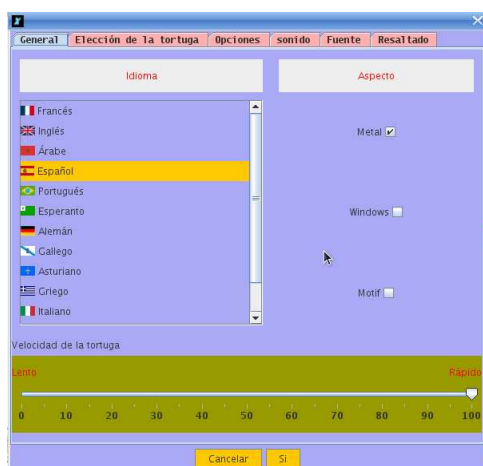 General Elección de la tortuga Opciones sonido Fuente Resaltado
Idioma
Aspecto
Francés
Inglés
Árabe
Español
Portugués
Esperanto
Alemán
Gallego
Asturiano
Griego
Italiano
Metal
Windows
Motif
Velocidad de la tortuga
Lento Rápido
0 10 20 30 40 50 60 70 80 90 100
Cancelar Si